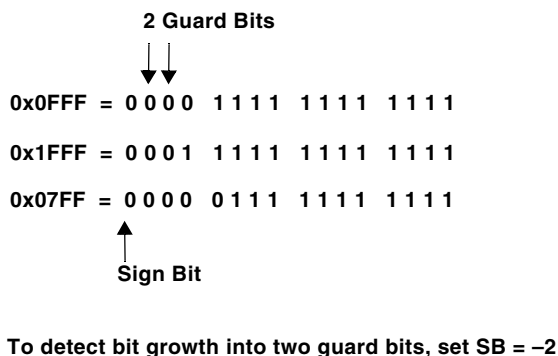 2 Guard Bits
0x0FFF = 0 0 0 0 1 1 1 1 1 1 1 1 1 1 1 1
0x1FFF = 0 0 0 1 1 1 1 1 1 1 1 1 1 1 1 1
0x07FF = 0 0 0 0 0 1 1 1 1 1 1 1 1 1 1 1
Sign Bit
To detect bit growth into two guard bits, set SB = –2